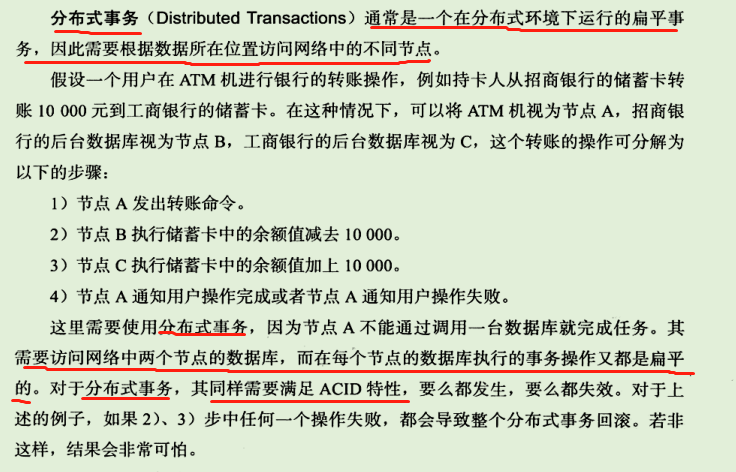 分布式事务（Distributed Transactions）通常是一个在分布式环境下运行的扁平事
务，因此需要根据数据所在位置访问网络中的不同节点。
假设一个用户在 ATM 机进行银行的转账操作，例如持卡人从招商银行的储蓄卡转
账 10 000 元到工商银行的储蓄卡。在这种情况下，可以将 ATM 机视为节点 A，招商银
行的后台数据库视为节点 B，工商银行的后台数据库视为 C，这个转账的操作可分解为
以下的步骤：
1）节点 A 发出转账命令。
2）节点 B 执行储蓄卡中的余额值减去 10 000。
3）节点 C 执行储蓄卡中的余额值加上 10 000。
4）节点 A 通知用户操作完成或者节点 A 通知用户操作失败。
这里需要使用分布式事务，因为节点 A 不能通过调用一台数据库就完成任务。其
需要访问网络中两个节点的数据库，而在每个节点的数据库执行的事务操作又都是扁平
的。对于分布式事务，其同样需要满足 ACID 特性，要么都发生，要么都失效。对于上
述的例子，如果 2）、3）步中任何一个操作失败，都会导致整个分布式事务回滚。若非
这样，结果会非常可怕。